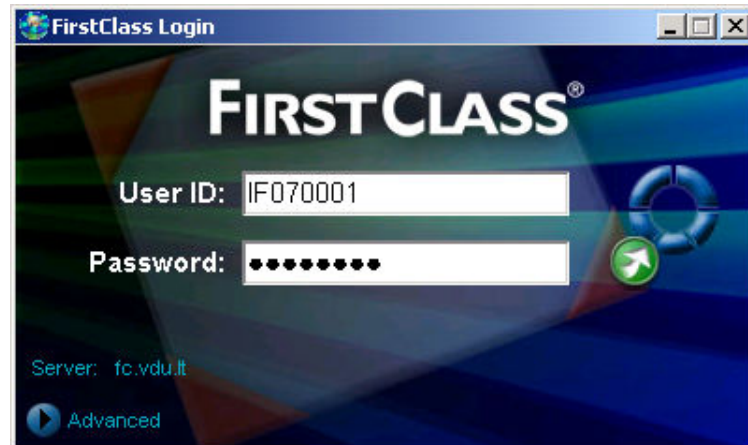 FirstClass Login
FIRSTCLASS®
User ID: IF070001
Password: ●●●●●●●●
Server: fc.vdu.lt
Advanced